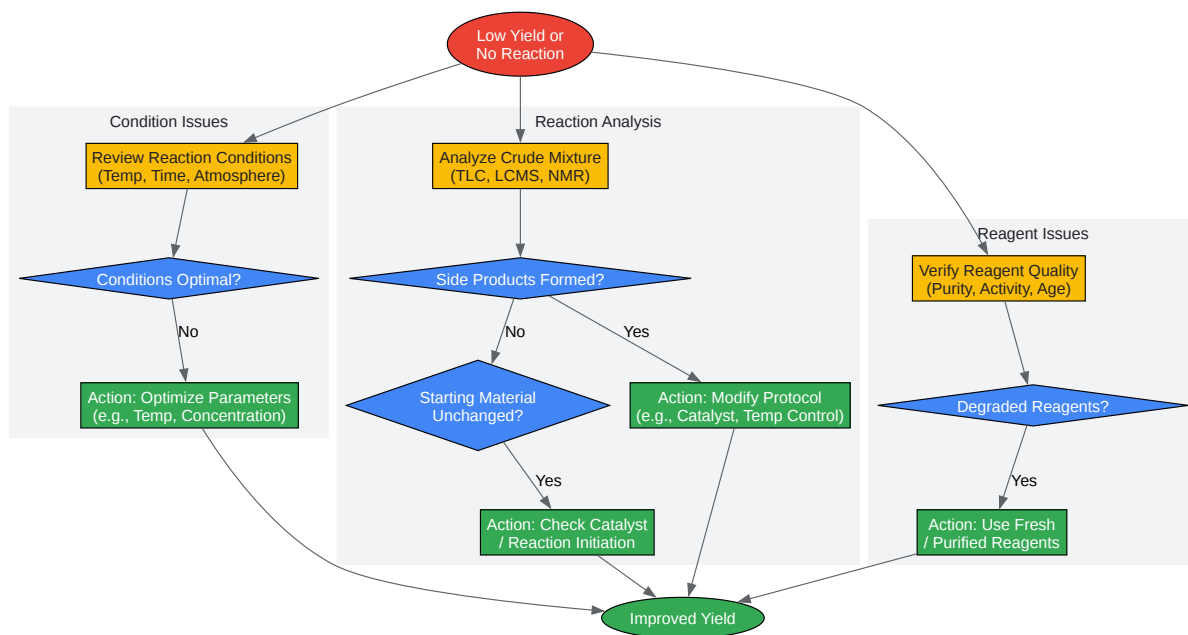 Low Yield or
No Reaction
Condition Issues
Review Reaction Conditions
(Temp, Time, Atmosphere)
Conditions Optimal?
No
Action: Optimize Parameters
(e.g., Temp, Concentration)
Reaction Analysis
Analyze Crude Mixture
(TLC, LCMS, NMR)
Side Products Formed?
No
Yes
Starting Material
Unchanged?
Action: Modify Protocol
(e.g., Catalyst, Temp Control)
Yes
Action: Check Catalyst
/ Reaction Initiation
Reagent Issues
Verify Reagent Quality
(Purity, Activity, Age)
Degraded Reagents?
Yes
Action: Use Fresh
/ Purified Reagents
Improved Yield